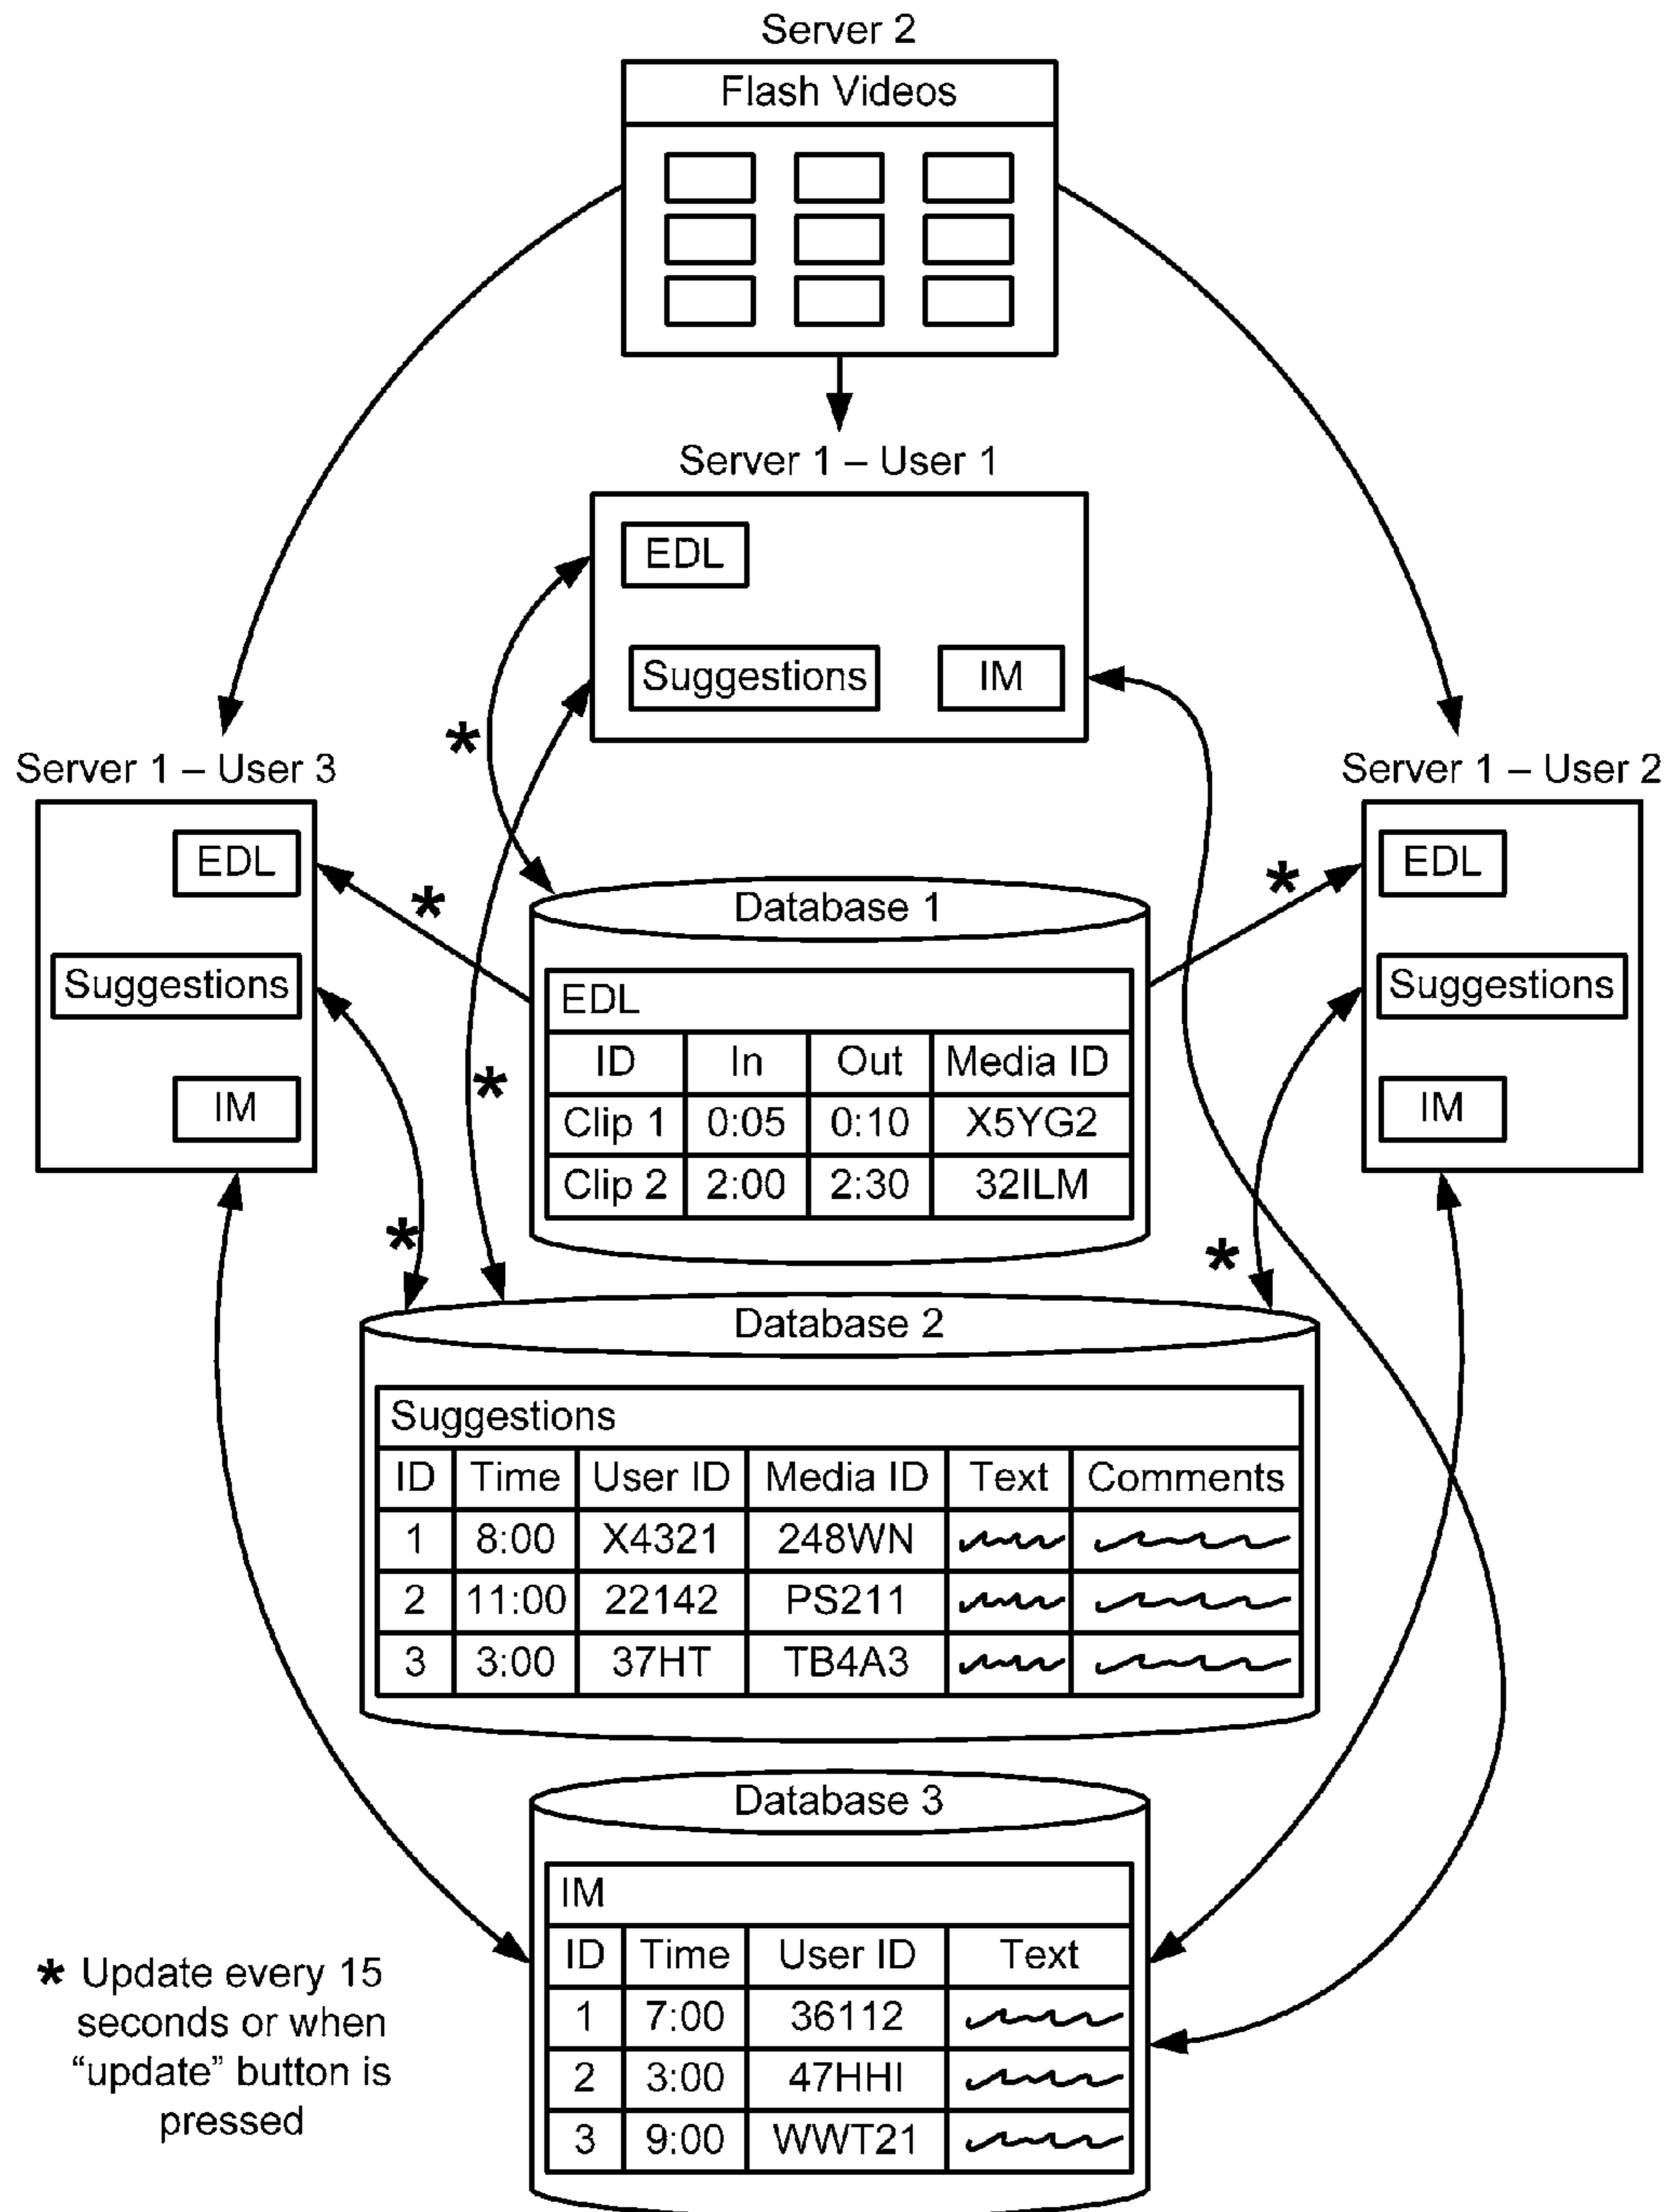 Server 2
Flash Videos
Server 1 – User 1
EDL
Suggestions
IM
*
Server 1 – User 3
EDL
Suggestions
IM
Server 1 – User 2
EDL
Suggestions
IM
*
*
Database 1
EDL
ID In Out Media ID
Clip 1 0:05 0:10 X5YG2
Clip 2 2:00 2:30 32ILM
*
*
*
Database 2
Suggestions
ID Time User ID Media ID Text Comments
1 8:00 X4321 248WN
2 11:00 22142 PS211
3 3:00 37HT TB4A3
Database 3
IM
ID Time User ID Text
1 7:00 36112
2 3:00 47HHI
3 9:00 WWT21
* Update every 15
seconds or when
“update” button is
pressed